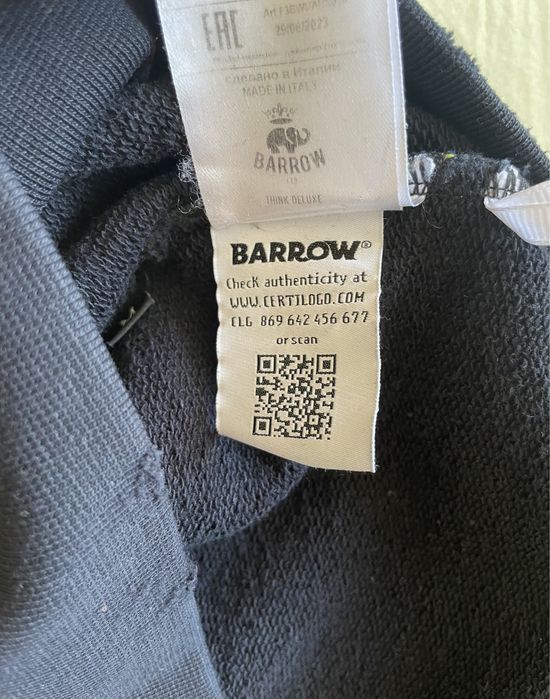 EAC
29/08/2023
сделано в Италии
MADE IN ITALY
BARROW
THINK DELUXE
BARROW®
Check authenticity at
WWW.CERTILOGO.COM
CLG 869 642 456 677
or scan